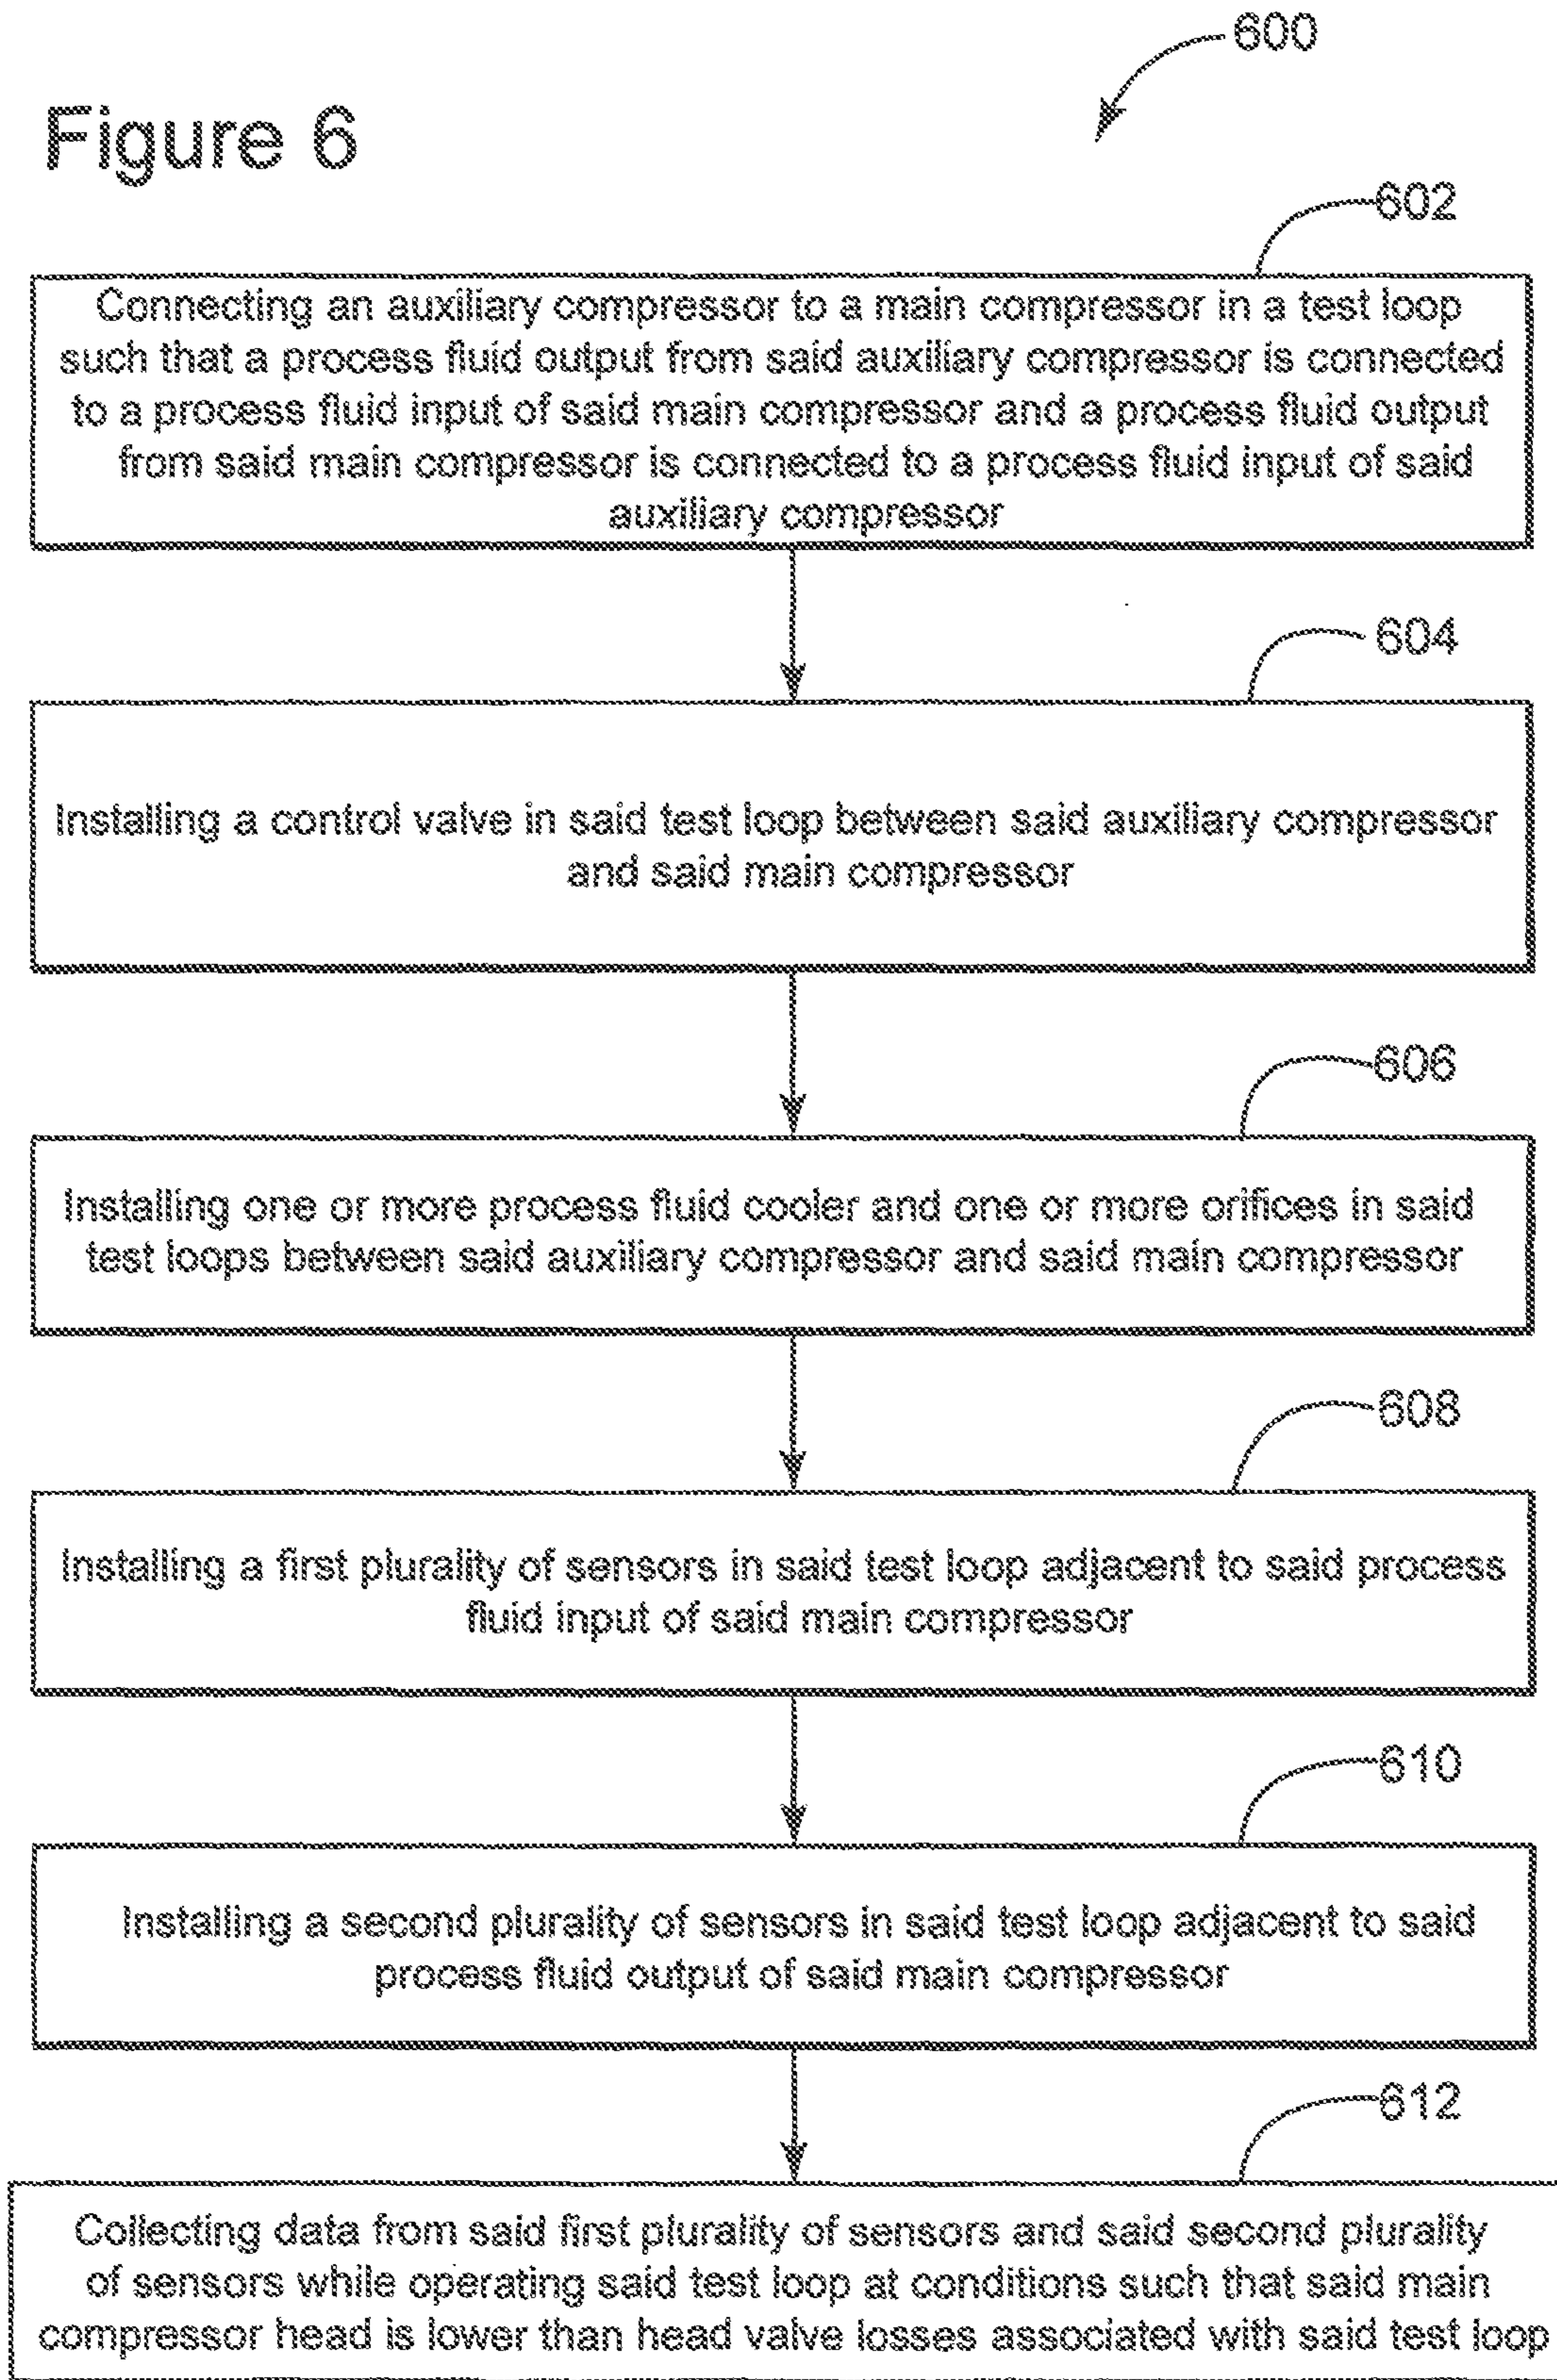 600
Figure 6
602
Connecting an auxiliary compressor to a main compressor in a test loop
such that a process fluid output from said auxiliary compressor is connected
to a process fluid input of said main compressor and a process fluid output
from said main compressor is connected to a process fluid input of said
auxiliary compressor
604
Installing a control valve in said test loop between said auxiliary compressor
and said main compressor
606
Installing one or more process fluid cooler and one or more orifices in said
test loops between said auxiliary compressor and said main compressor
608
Installing a first plurality of sensors in said test loop adjacent to said process
fluid input of said main compressor
610
Installing a second plurality of sensors in said test loop adjacent to said
process fluid output of said main compressor
612
Collecting data from said first plurality of sensors and said second plurality
of sensors while operating said test loop at conditions such that said main
compressor head is lower than head valve losses associated with said test loop